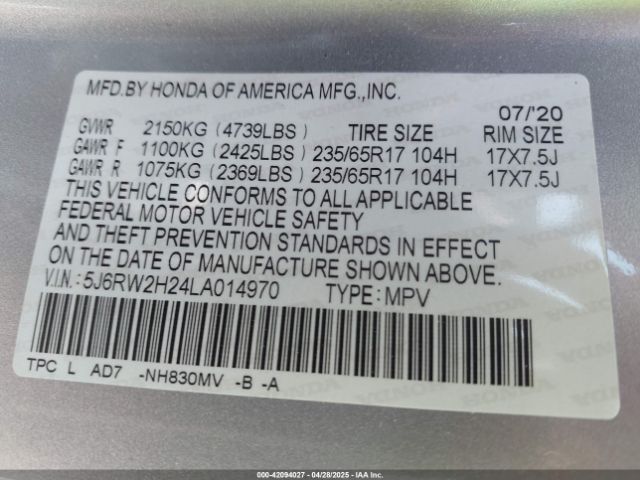 MFD. BY HONDA OF AMERICA MFG., INC.
07/'20
GVWR 2150KG (4739LBS) TIRE SIZE RIM SIZE
GAWR F 1100KG (2425LBS) 235/65R17 104H 17X7.5J
GAWR R 1075KG (2369LBS) 235/65R17 104H 17X7.5J
THIS VEHICLE CONFORMS TO ALL APPLICABLE
FEDERAL MOTOR VEHICLE SAFETY
AND THEFT PREVENTION STANDARDS IN EFFECT
ON THE DATE OF MANUFACTURE SHOWN ABOVE.
V.I.N.: 5J6RW2H24LA014970 TYPE: MPV
TPC L AD7 -NH830MV -B -A
000-42094027 | 04/28/2025 - IAA Inc.